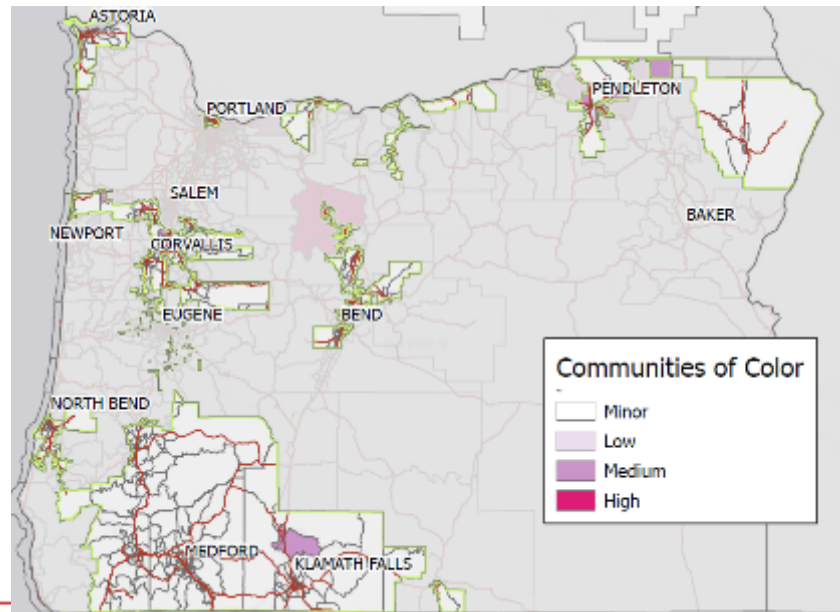 ASTORIA
PORTLAND
PENDLETON
SALEM
BAKER
NEWPORT
CORVALLIS
EUGENE
BEND
NORTH BEND
MEDFORD
KLAMATH FALLS
Communities of Color
Minor
Low
Medium
High